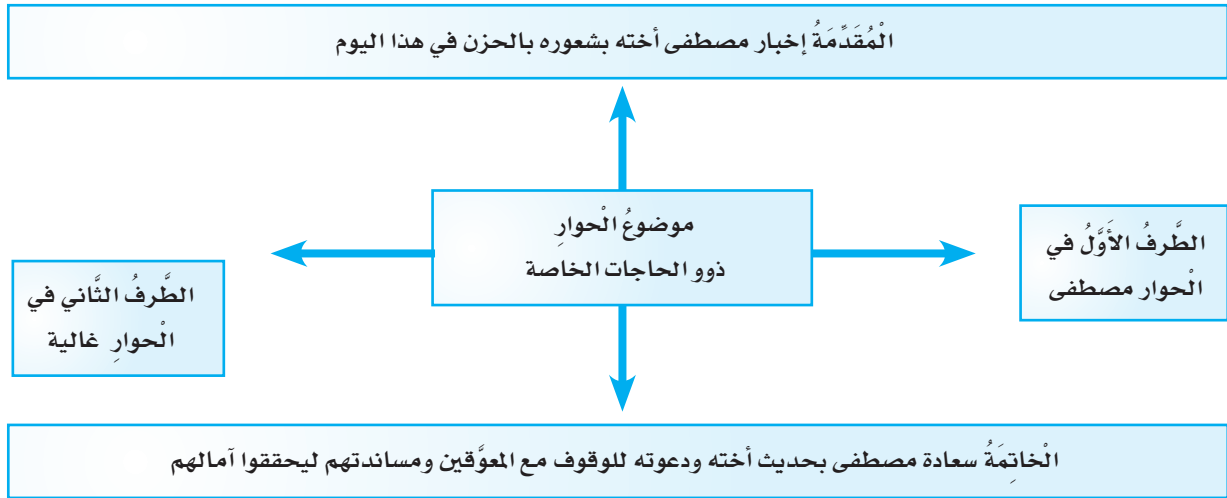 الْمُقَدِّمَةُ إخبار مصطفى أخته بشعوره بالحزن في هذا اليوم
موضوعُ الْحوارِ
ذوو الحاجات الخاصة
الطَّرفُ الأَوَّلُ في
الْحوار مصطفى
الطَّرفُ الثَّاني في
الْحوارِ غالية
الْخاتِمَةُ سعادة مصطفى بحديث أخته ودعوته للوقوف مع المعوَّقين ومساندتهم ليحققوا آمالهم